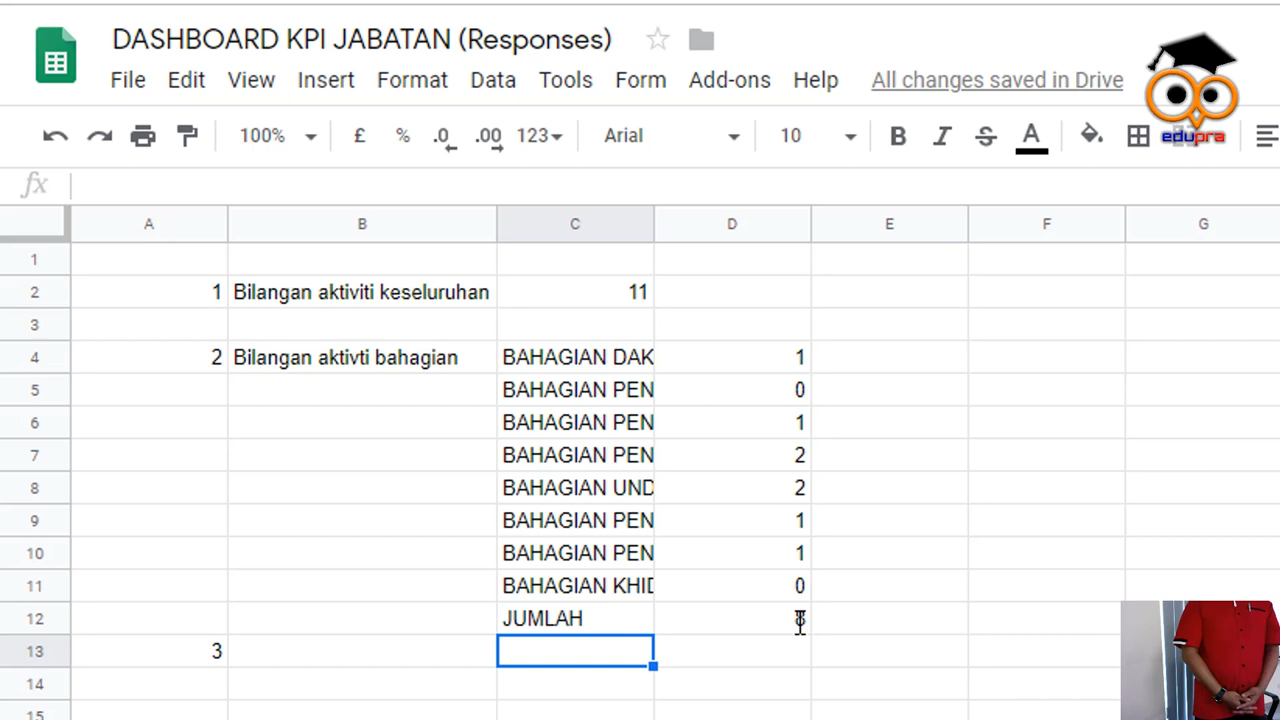 DASHBOARD KPI JABATAN (Responses)
File Edit View Insert Format Data Tools Form Add-ons Help All changes saved in Drive
edupra
100% £ % .0 .00 123 Arial 10 B I S A
fx
A B C D E F G
1
2 1 Bilangan aktiviti keseluruhan 11
3
4 2 Bilangan aktivti bahagian BAHAGIAN DAK 1
5 BAHAGIAN PEN 0
6 BAHAGIAN PEN 1
7 BAHAGIAN PEN 2
8 BAHAGIAN UND 2
9 BAHAGIAN PEN 1
10 BAHAGIAN PEN 1
11 BAHAGIAN KHID 0
12 JUMLAH
13 3
14
15